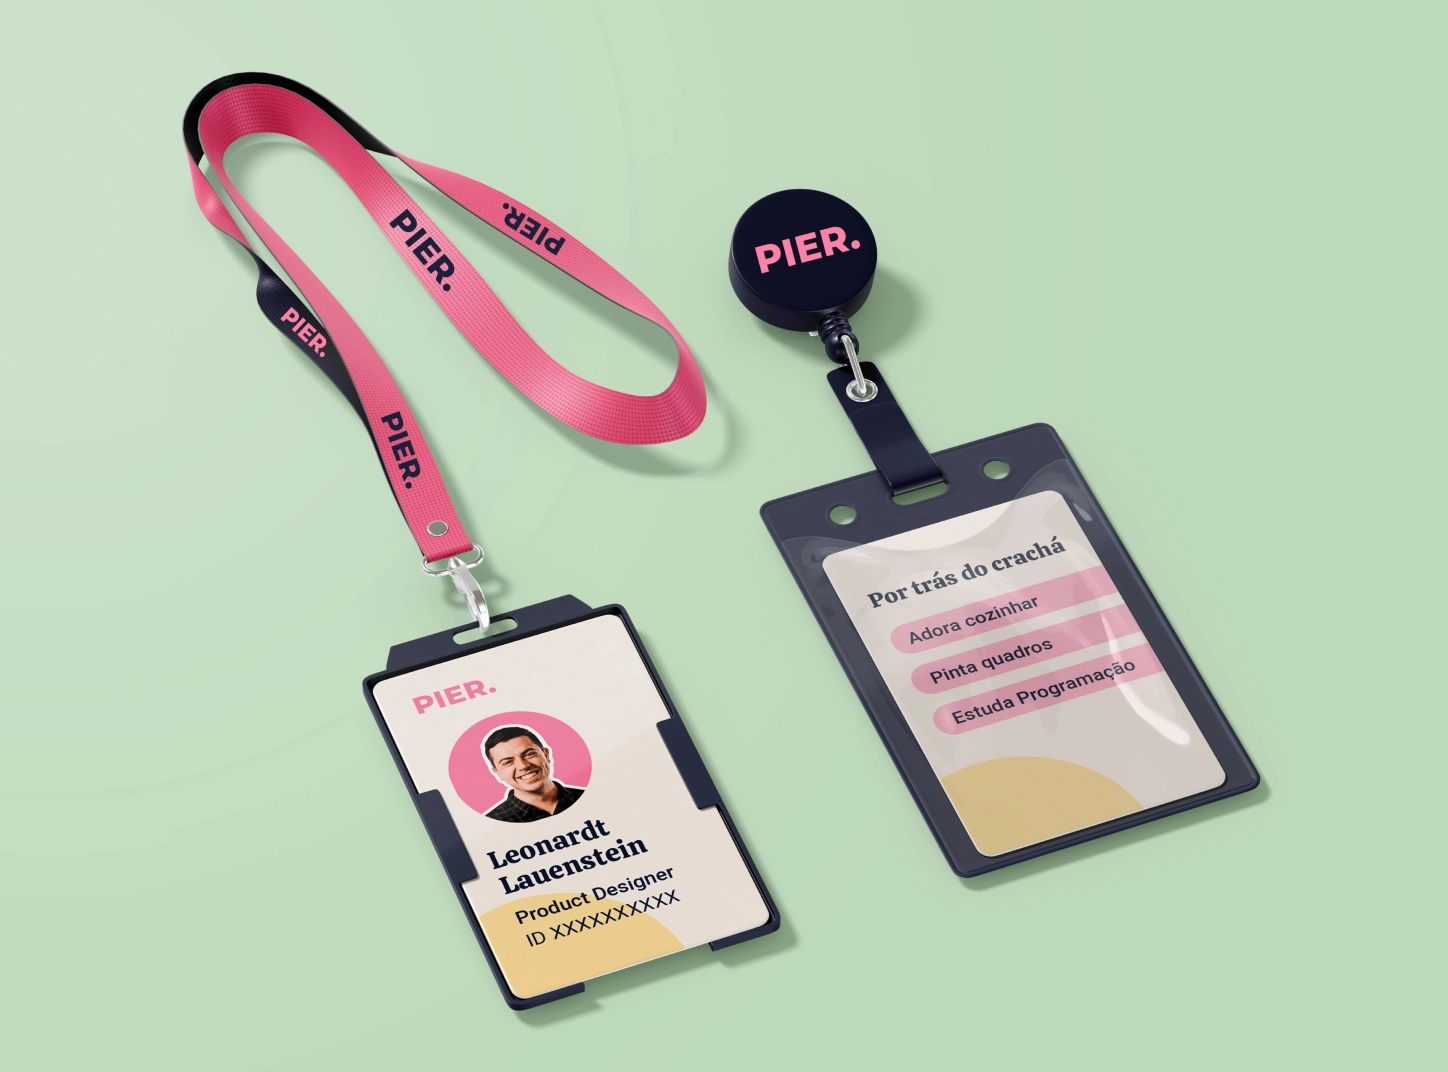 PIER.
PIER.
PIER.
PIER.
PIER.
Leonardt
Lauenstein
Product Designer
ID XXXXXXXXXX
PIER.
Por trás do crachá
Adora cozinhar
Pinta quadros
Estuda Programação